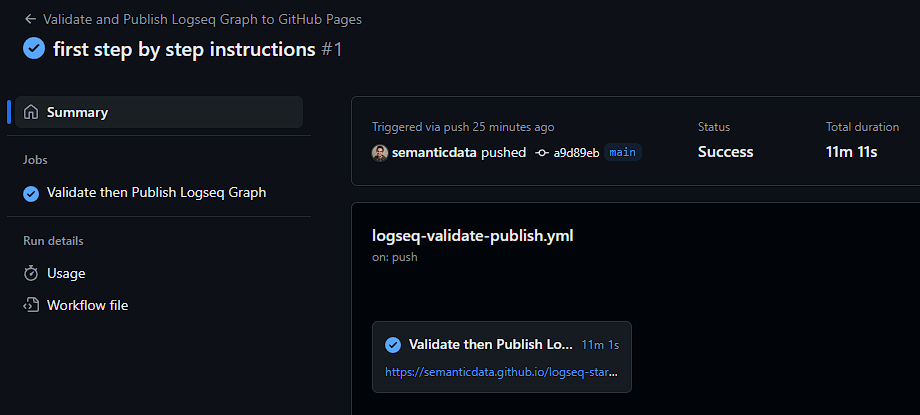 Validate and Publish Logseq Graph to GitHub Pages
first step by step instructions #1
Summary
Jobs
Validate then Publish Logseq Graph
Run details
Usage
Workflow file
Triggered via push 25 minutes ago
semanticdata pushed a9d89eb main
Status
Success
Total duration
11m 11s
logseq-validate-publish.yml
on: push
Validate then Publish Lo... 11m 1s
https://semanticdata.github.io/logseq-star...